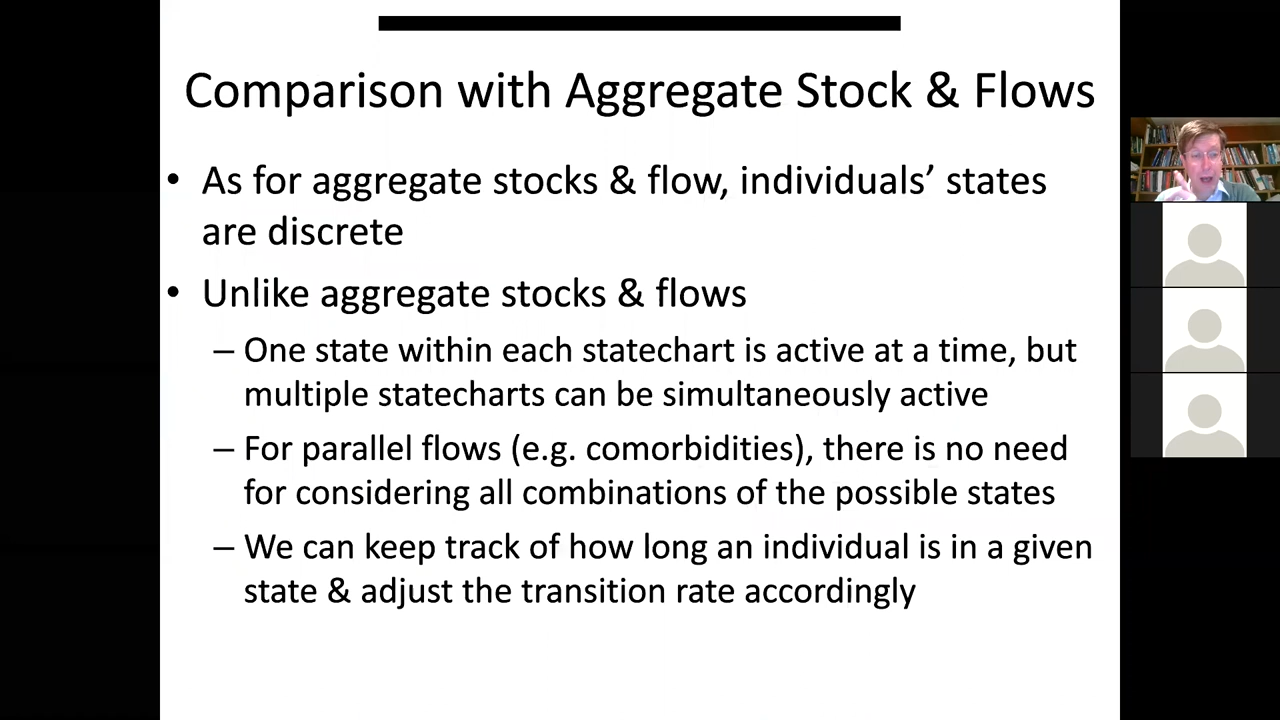 Comparison with Aggregate Stock & Flows
• As for aggregate stocks & flow, individuals’ states
are discrete
• Unlike aggregate stocks & flows
– One state within each statechart is active at a time, but
multiple statecharts can be simultaneously active
– For parallel flows (e.g. comorbidities), there is no need
for considering all combinations of the possible states
– We can keep track of how long an individual is in a given
state & adjust the transition rate accordingly